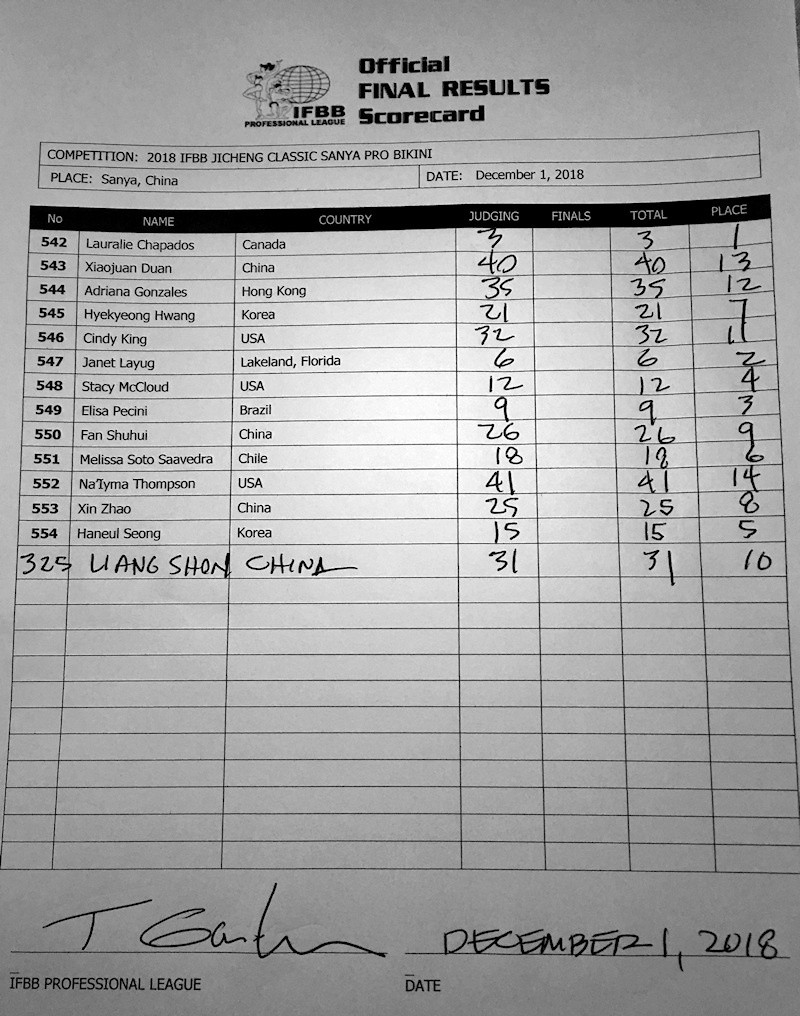 Official
FINAL RESULTS
Scorecard
IFBB
PROFESSIONAL LEAGUE
COMPETITION: 2018 IFBB JICHENG CLASSIC SANYA PRO BIKINI
PLACE: Sanya, China DATE: December 1, 2018
No NAME COUNTRY JUDGING FINALS TOTAL PLACE
542 Lauralie Chapados Canada 3 3 1
543 Xiaojuan Duan China 40 40 13
544 Adriana Gonzales Hong Kong 35 35 12
545 Hyekyeong Hwang Korea 21 21 7
546 Cindy King USA 32 32 11
547 Janet Layug Lakeland, Florida 6 6 2
548 Stacy McCloud USA 12 12 4
549 Elisa Pecini Brazil 9 9 3
550 Fan Shuhui China 26 26 9
551 Melissa Soto Saavedra Chile 18 18 6
552 Na'Iyma Thompson USA 41 41 14
553 Xin Zhao China 25 25 8
554 Haneul Seong Korea 15 15 5
325 LIANG SHON CHINA 31 31 10
T DECEMBER 1, 2018
IFBB PROFESSIONAL LEAGUE DATE